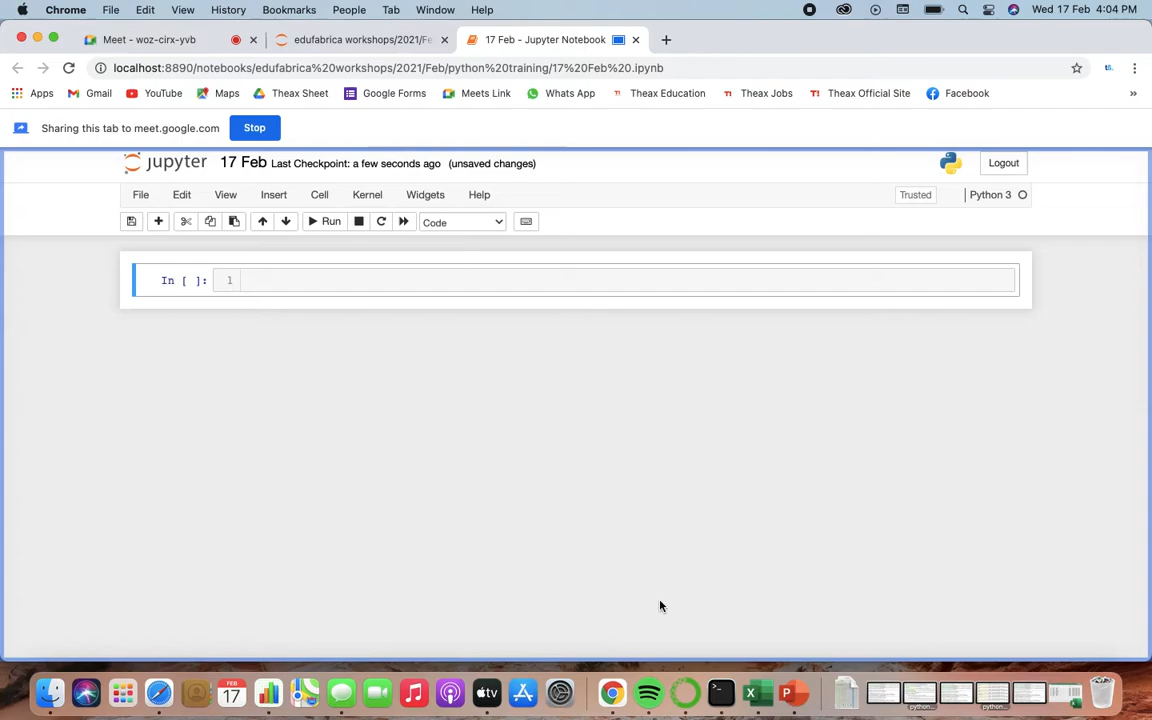 Chrome File Edit View History Bookmarks People Tab Window Help Wed 17 Feb 4:04 PM
Meet - woz-cirx-yvb edufabrica workshops/2021/Fe 17 Feb - Jupyter Notebook
localhost:8890/notebooks/edufabrica%20workshops/2021/Feb/python%20training/17%20Feb%20.ipynb
Apps Gmail YouTube Maps Theax Sheet Google Forms Meets Link Whats App Theax Education Theax Jobs Theax Official Site Facebook »
Sharing this tab to meet.google.com Stop
jupyter 17 Feb Last Checkpoint: a few seconds ago (unsaved changes) Logout
File Edit View Insert Cell Kernel Widgets Help Trusted Python 3
Run Code
In [ ]: 1
FEB
17
tv
python... python...